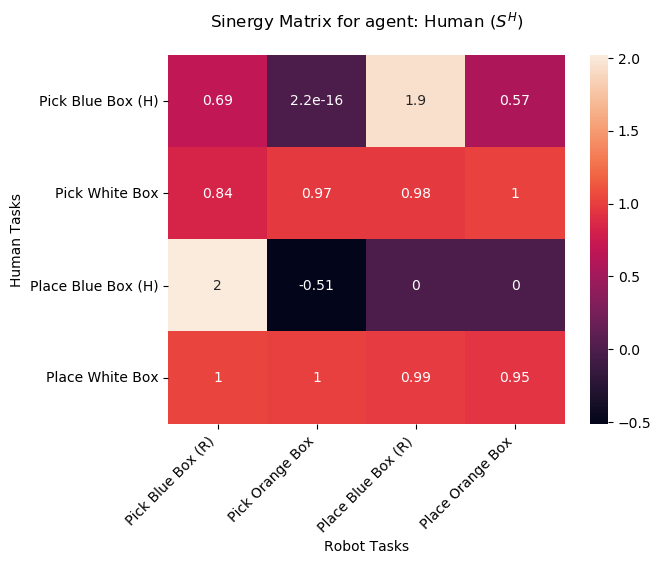 Sinergy Matrix for agent: Human (S^H)
Pick Blue Box (H)
0.69 2.2e-16 1.9 0.57
Pick White Box
0.84 0.97 0.98 1
Place Blue Box (H)
2 -0.51 0 0
Place White Box
1 1 0.99 0.95
Human Tasks
Pick Blue Box (R)
Pick Orange Box
Place Blue Box (R)
Place Orange Box
Robot Tasks
2.0
1.5
1.0
0.5
0.0
−0.5